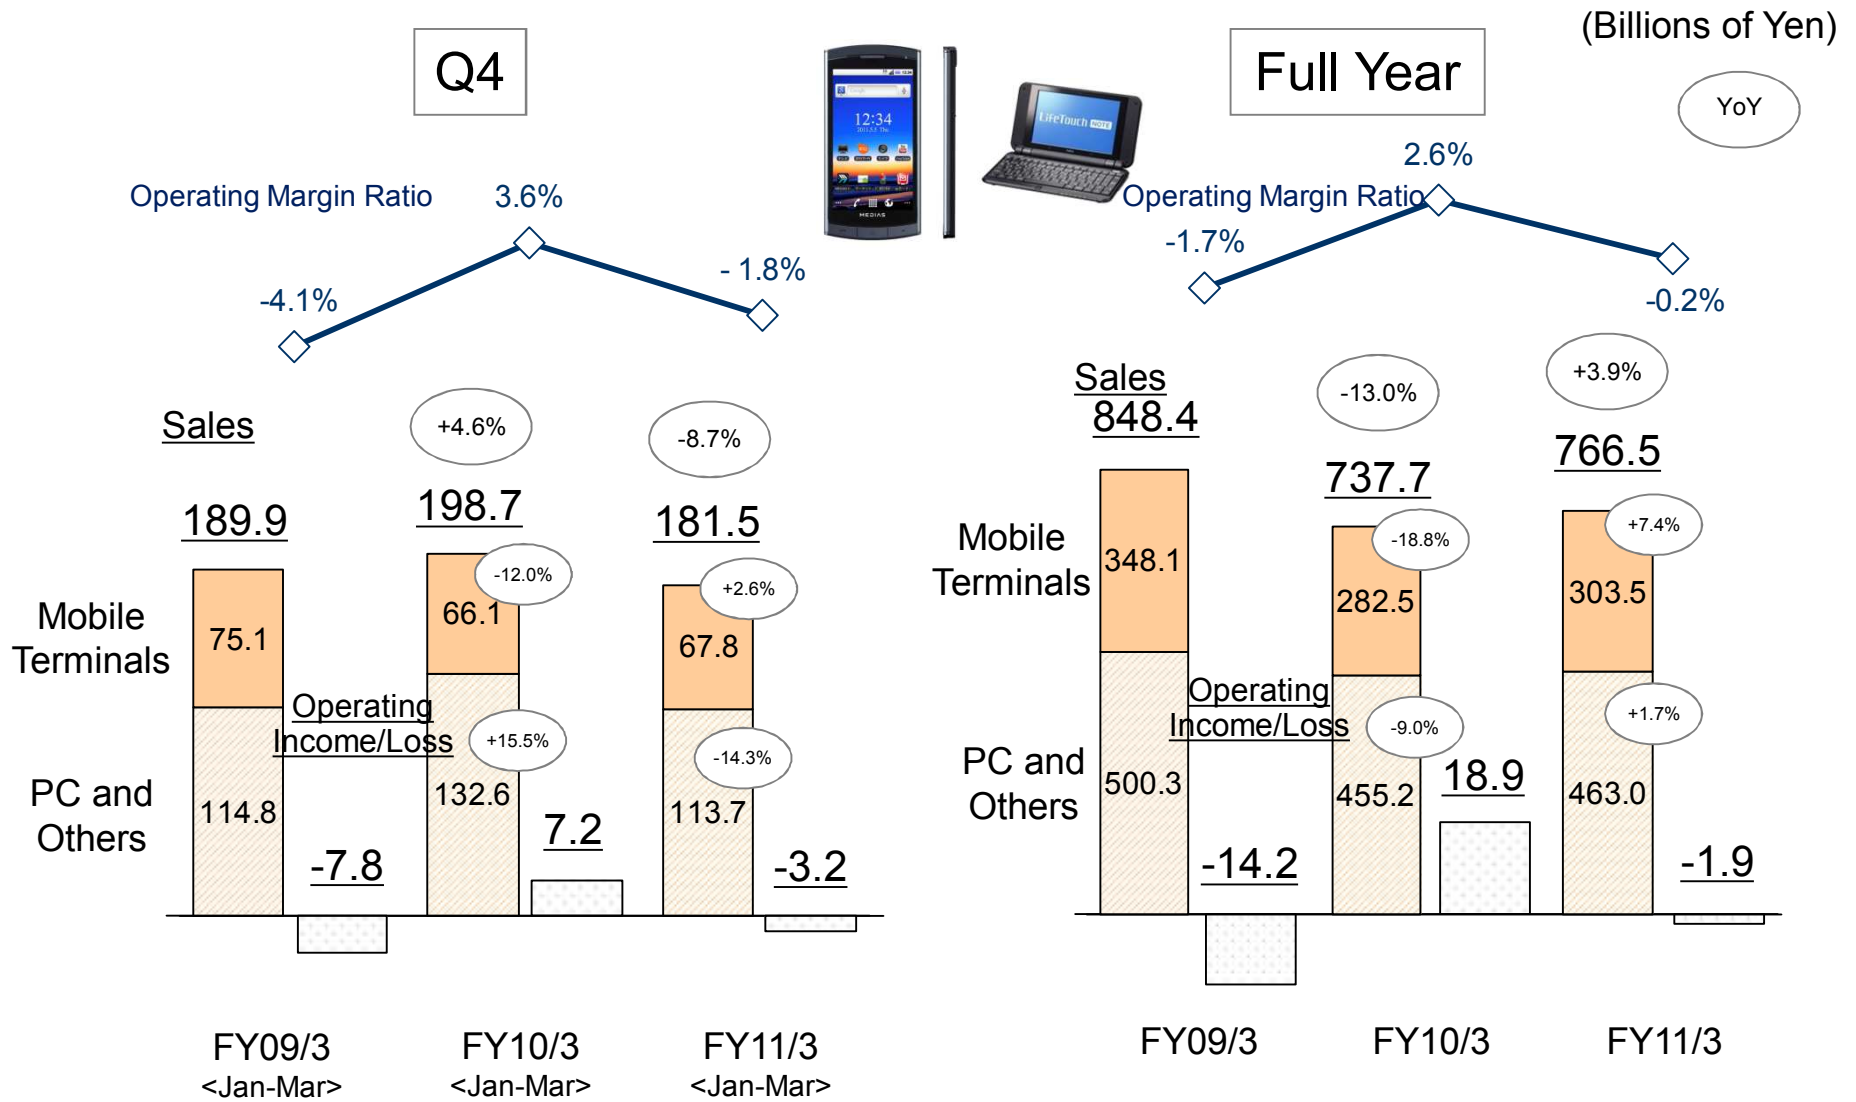 (Billions of Yen)
Q4
Full Year
YoY
12:34
MEDIAS
LifeTouch NOTE
Operating Margin Ratio
3.6%
-4.1%
- 1.8%
Sales
+4.6%
-8.7%
189.9
198.7
181.5
Mobile
Terminals
75.1
66.1
-12.0%
67.8
+2.6%
Operating
Income/Loss
+15.5%
-14.3%
PC and
Others
114.8
132.6
113.7
-7.8
7.2
-3.2
FY09/3
<Jan-Mar>
FY10/3
<Jan-Mar>
FY11/3
<Jan-Mar>
Operating Margin Ratio
2.6%
-1.7%
-0.2%
Sales
848.4
-13.0%
+3.9%
737.7
766.5
Mobile
Terminals
348.1
282.5
-18.8%
303.5
+7.4%
Operating
Income/Loss
-9.0%
+1.7%
PC and
Others
500.3
455.2
463.0
-14.2
18.9
-1.9
FY09/3
FY10/3
FY11/3